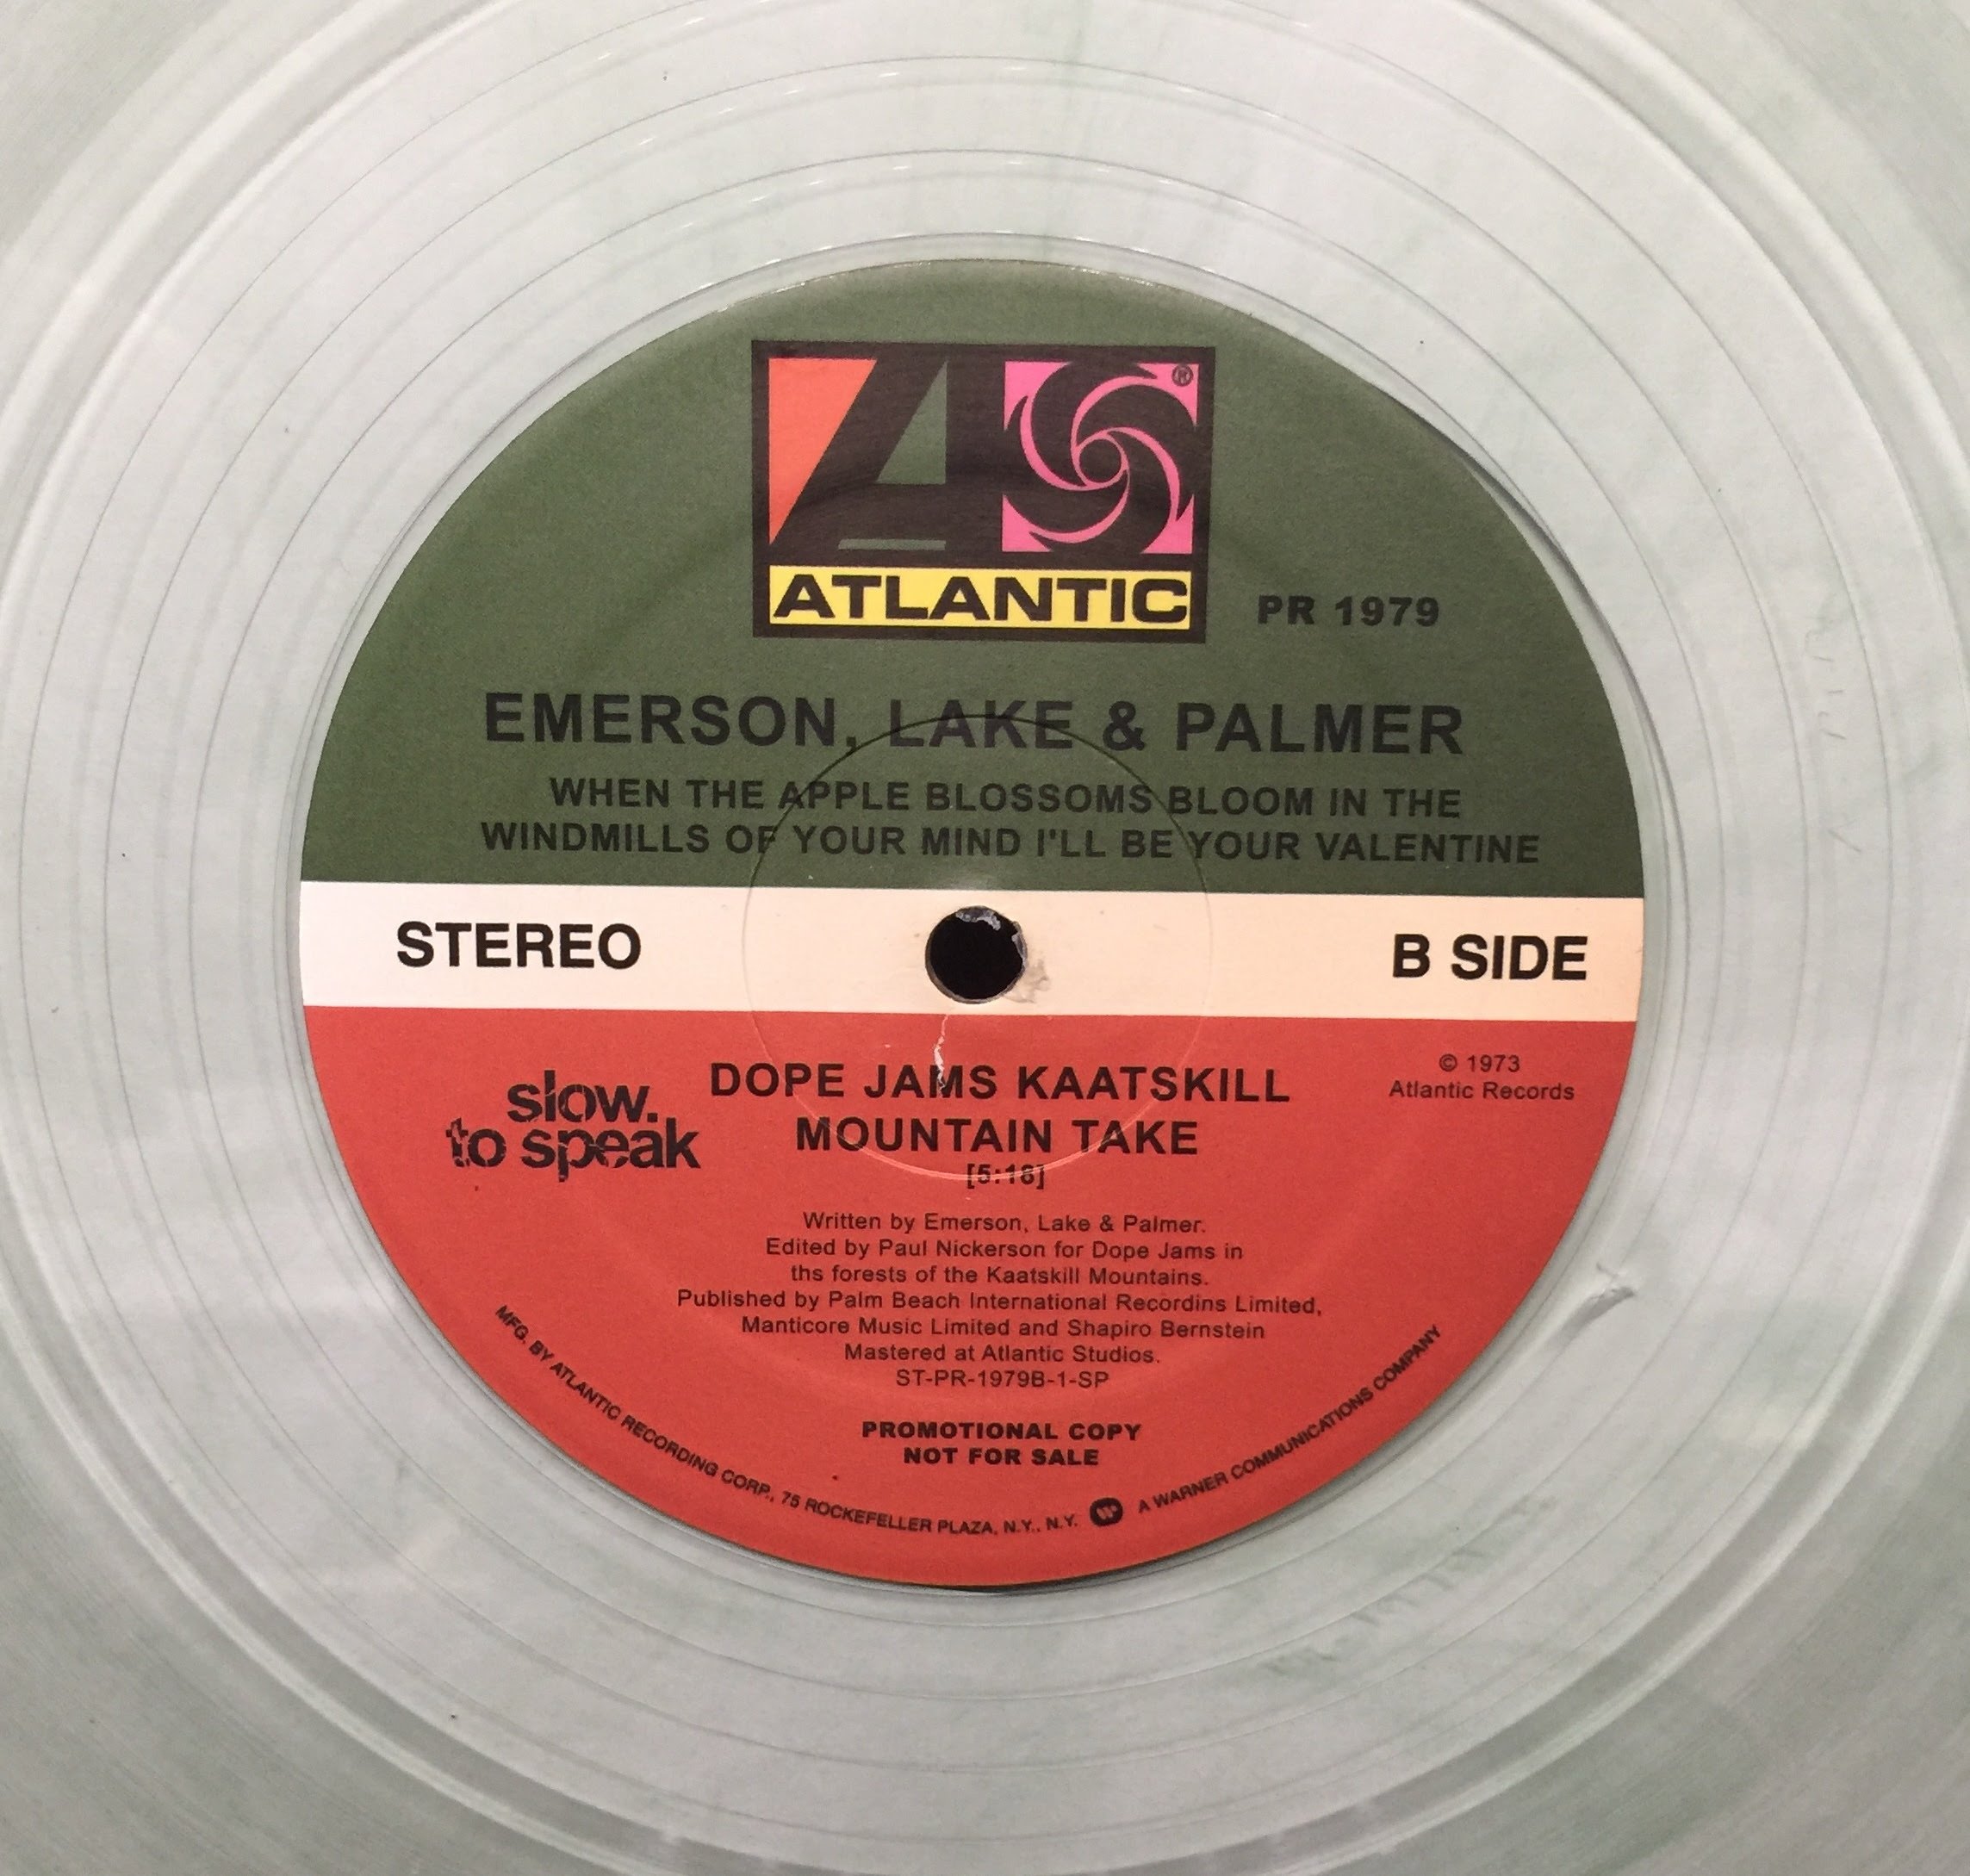 ®
ATLANTIC
PR 1979
EMERSON, LAKE & PALMER
WHEN THE APPLE BLOSSOMS BLOOM IN THE
WINDMILLS OF YOUR MIND I'LL BE YOUR VALENTINE
STEREO
B SIDE
slow.
to speak
DOPE JAMS KAATSKILL
MOUNTAIN TAKE
[5:18]
© 1973
Atlantic Records
Written by Emerson, Lake & Palmer.
Edited by Paul Nickerson for Dope Jams in
ths forests of the Kaatskill Mountains.
Published by Palm Beach International Recordins Limited,
Manticore Music Limited and Shapiro Bernstein
Mastered at Atlantic Studios.
ST-PR-1979B-1-SP
PROMOTIONAL COPY
NOT FOR SALE
MFG. BY ATLANTIC RECORDING CORP., 75 ROCKEFELLER PLAZA, N.Y., N.Y. W A WARNER COMMUNICATIONS COMPANY